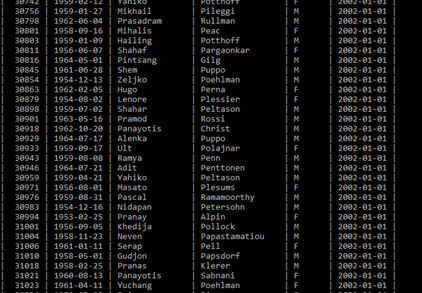 | 30742 | 1959-02-12 | Yahiko | Potthoff | F | 2002-01-01 |
| 30756 | 1959-01-27 | Mikhail | Pileggi | M | 2002-01-01 |
| 30798 | 1962-06-04 | Prasadram | Rullman | M | 2002-01-01 |
| 30801 | 1958-09-16 | Mihalis | Peac | F | 2002-01-01 |
| 30803 | 1959-01-09 | Hailing | Potthoff | M | 2002-01-01 |
| 30811 | 1956-06-07 | Shahaf | Pargaonkar | F | 2002-01-01 |
| 30816 | 1964-05-01 | Pintsang | Gilg | M | 2002-01-01 |
| 30845 | 1961-06-28 | Shem | Puppo | M | 2002-01-01 |
| 30854 | 1954-12-13 | Zeljko | Poehlman | M | 2002-01-01 |
| 30863 | 1962-02-05 | Hugo | Perna | F | 2002-01-01 |
| 30879 | 1954-08-02 | Lenore | Plessier | F | 2002-01-01 |
| 30898 | 1959-07-02 | Shahar | Peltason | M | 2002-01-01 |
| 30901 | 1963-05-16 | Pramod | Rossi | M | 2002-01-01 |
| 30918 | 1962-10-20 | Panayotis | Christ | M | 2002-01-01 |
| 30929 | 1964-07-17 | Alenka | Puppo | M | 2002-01-01 |
| 30933 | 1959-09-17 | Ult | Polajnar | F | 2002-01-01 |
| 30943 | 1959-08-08 | Ramya | Penn | M | 2002-01-01 |
| 30946 | 1964-07-21 | Adit | Penttonen | M | 2002-01-01 |
| 30959 | 1954-04-21 | Yahiko | Peltason | M | 2002-01-01 |
| 30971 | 1956-08-01 | Masato | Plesums | F | 2002-01-01 |
| 30976 | 1959-08-31 | Pascal | Ramamoorthy | M | 2002-01-01 |
| 30983 | 1954-12-16 | Nidapan | Petersohn | M | 2002-01-01 |
| 30994 | 1953-02-25 | Pranay | Alpin | F | 2002-01-01 |
| 31001 | 1956-09-05 | Khedija | Pollock | M | 2002-01-01 |
| 31004 | 1958-11-23 | Neven | Papastamatiou | M | 2002-01-01 |
| 31006 | 1961-01-11 | Serap | Pell | F | 2002-01-01 |
| 31010 | 1958-05-01 | Gudjon | Papsdorf | M | 2002-01-01 |
| 31018 | 1958-02-25 | Pranas | Klerer | M | 2002-01-01 |
| 31021 | 1960-08-13 | Panayotis | Sabnani | F | 2002-01-01 |
| 31023 | 1961-04-11 | Yuchang | Poehlman | F | 2002-01-01 |